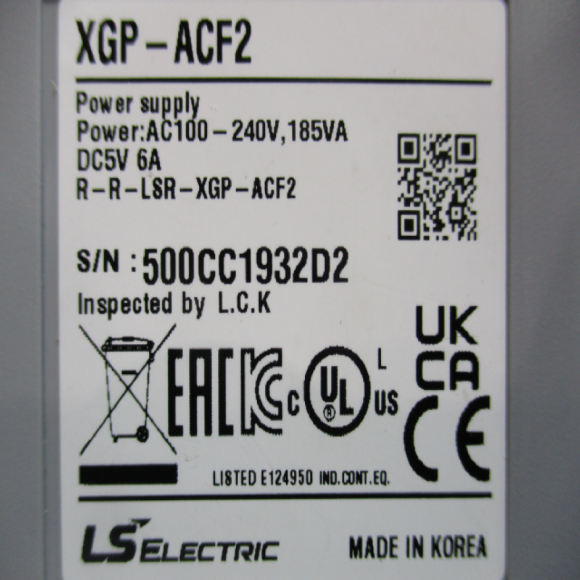 XGP-ACF2
Power supply
Power:AC100-240V,185VA
DC5V 6A
R-R-LSR-XGP-ACF2
S/N : 500CC1932D2
Inspected by L.C.K
UK
CA
EAC
KC
C UL® US
L
CE
LISTED E124950 IND.CONT.EQ.
LS ELECTRIC
MADE IN KOREA